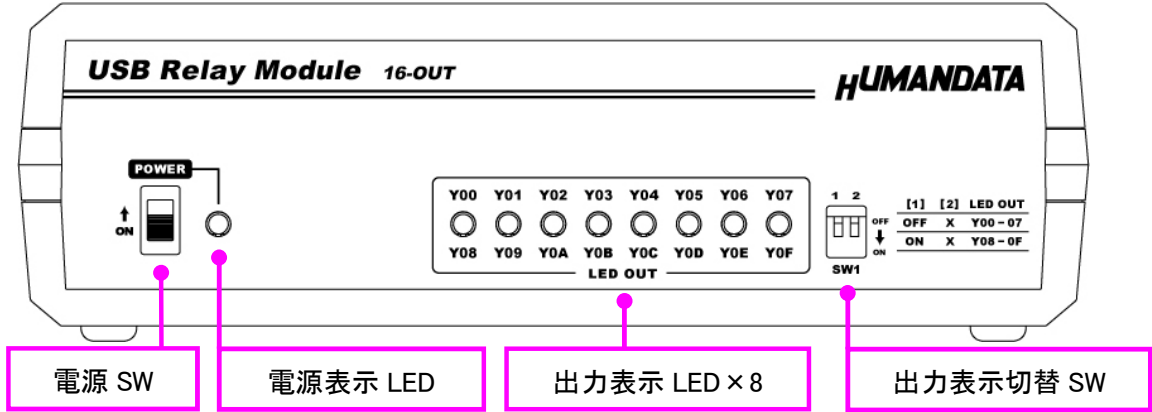 USB Relay Module 16-OUT
HUMANDATA
POWER
↑
ON
Y00 Y01 Y02 Y03 Y04 Y05 Y06 Y07
Y08 Y09 Y0A Y0B Y0C Y0D Y0E Y0F
LED OUT
1 2
OFF
↓
ON
SW1
[1] [2] LED OUT
OFF X Y00-07
ON X Y08-0F
電源 SW
電源表示 LED
出力表示 LED×8
出力表示切替 SW